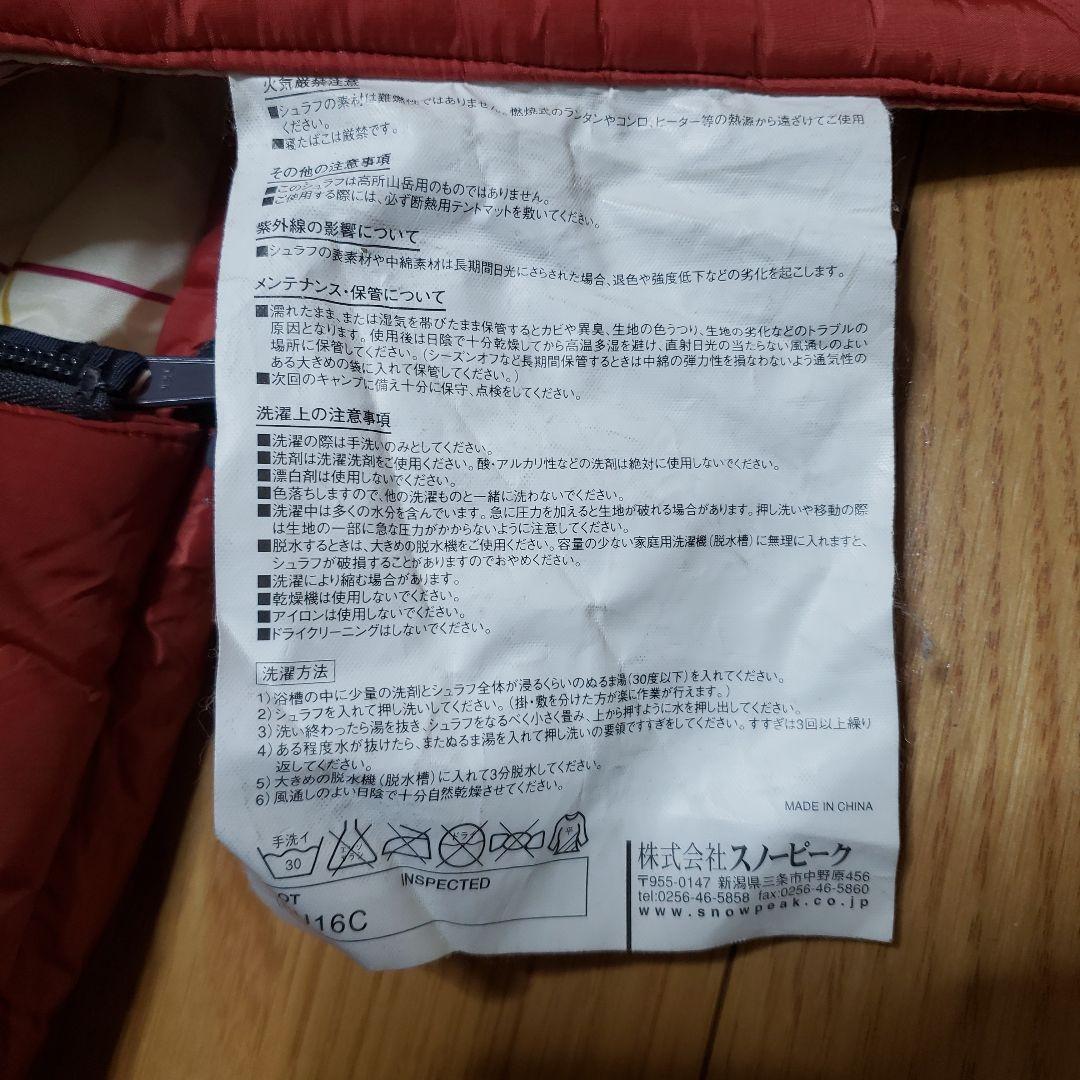 火気厳禁注意
■シュラフの素材は難燃性ではありません。燃焼式のランタンやコンロ、ヒーター等の熱源から遠ざけてご使用
ください。
■寝たばこは厳禁です。
その他の注意事項
■このシュラフは高所山岳用のものではありません。
■ご使用する際には、必ず断熱用テントマットを敷いてください。
紫外線の影響について
■シュラフの表素材や中綿素材は長期間日光にさらされた場合、退色や強度低下などの劣化を起こします。
メンテナンス・保管について
■濡れたまま、または湿気を帯びたまま保管するとカビや異臭、生地の色うつり、生地の劣化などのトラブルの
原因となります。使用後は日陰で十分乾燥してから高温多湿を避け、直射日光の当たらない風通しのよい
場所に保管してください。（シーズンオフなど長期保管するときは中綿の弾力性を損なわないよう通気性の
ある大きめの袋に入れて保管してください。）
■次回のキャンプに備え十分に保守、点検をしてください。
洗濯上の注意事項
■洗濯の際は手洗いのみとしてください。
■洗剤は洗濯洗剤をご使用ください。酸・アルカリ性などの洗剤は絶対に使用しないでください。
■漂白剤は使用しないでください。
■色落ちしますので、他の洗濯ものと一緒に洗わないでください。
■洗濯中は多くの水分を含んでいます。急に圧力を加えると生地が破れる場合があります。押し洗いや移動の際
は生地の一部に急な圧力がかからないように注意してください。
■脱水するときは、大きめの脱水機をご使用ください。容量の少ない家庭用洗濯機（脱水槽）に無理に入れますと、
シュラフが破損することがありますのでおやめください。
■洗濯により縮む場合があります。
■乾燥機は使用しないでください。
■アイロンは使用しないでください。
■ドライクリーニングはしないでください。
洗濯方法
1）浴槽の中に少量の洗剤とシュラフ全体が浸るくらいのぬるま湯（30度以下）を入れてください。
2）シュラフを入れて押し洗いしてください。（掛・敷を分けた方が楽に作業が行えます。）
3）洗い終わったら湯を抜き、シュラフをなるべく小さく畳み、上から押すように水を押し出してください。
4）ある程度水が抜けたら、またぬるま湯を入れて押し洗いの要領ですすぎをしてください。すすぎは3回以上繰り
返してください。
5）大きめの脱水機（脱水槽）に入れて3分脱水してください。
6）風通しのよい日陰で十分自然乾燥させてください。
MADE IN CHINA
手洗イ
30
エンソ
サラシ
ドライ
平
INSPECTED
OT
16C
株式会社スノーピーク
〒955-0147 新潟県三条市中野原456
tel:0256-46-5858 fax:0256-46-5860
www.snowpeak.co.jp